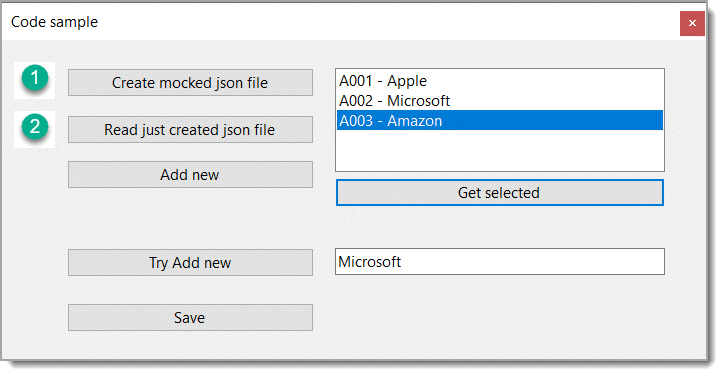 Code sample
1
Create mocked json file
2
Read just created json file
Add new
A001 - Apple
A002 - Microsoft
A003 - Amazon
Get selected
Try Add new
Microsoft
Save